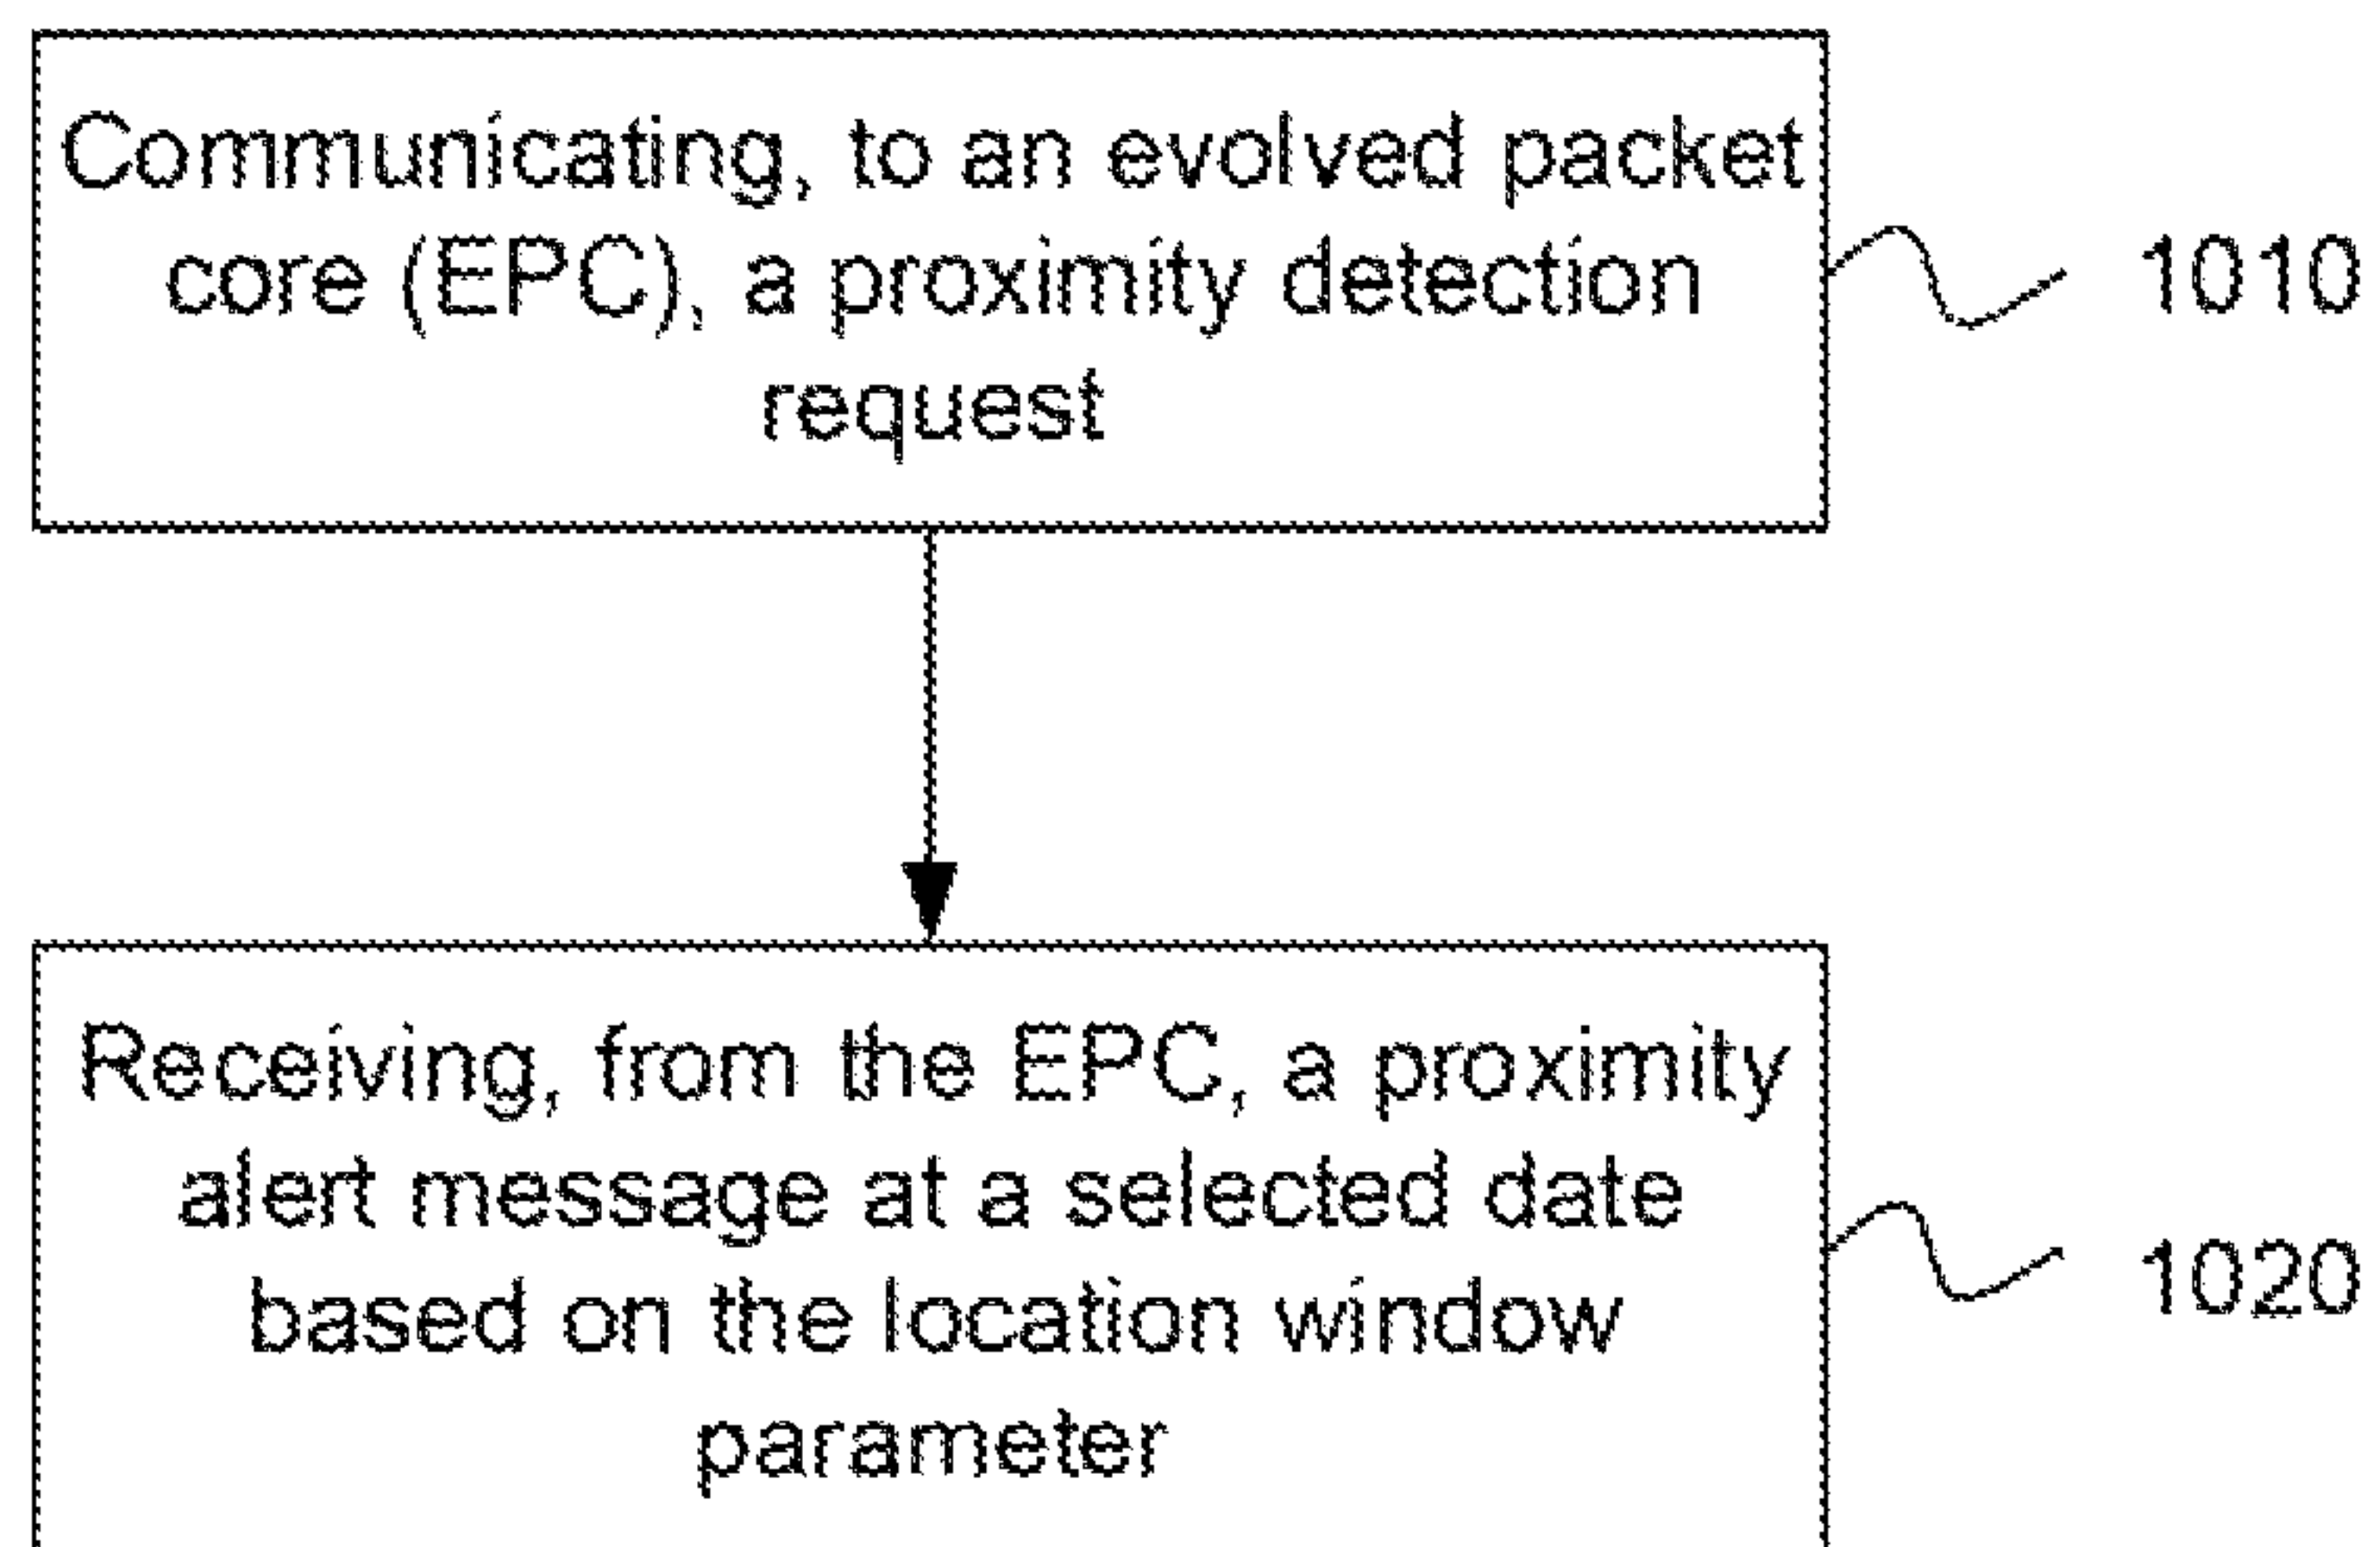 Communicating, to an evolved packet
core (EPC), a proximity detection
request
1010
Receiving, from the EPC, a proximity
alert message at a selected date
based on the location window
parameter
1020